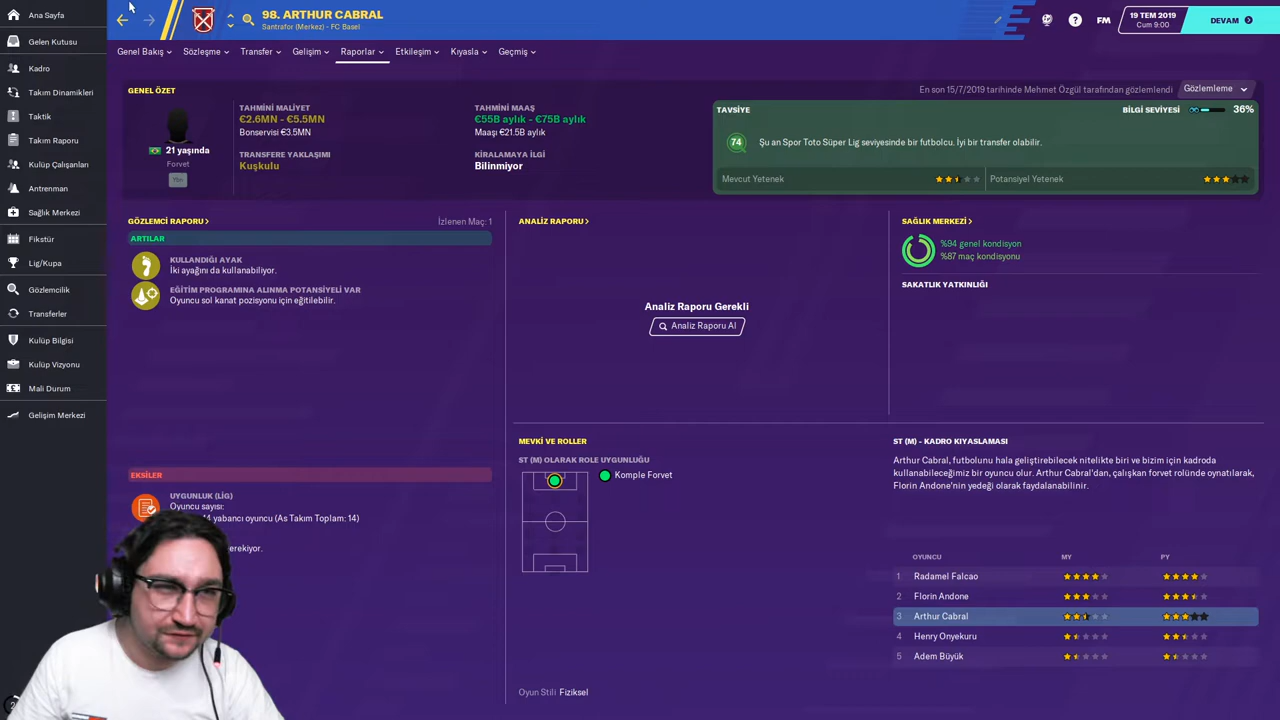 Ana Sayfa
Gelen Kutusu
Kadro
Takım Dinamikleri
Taktik
Takım Raporu
Kulüp Çalışanları
Antrenman
Sağlık Merkezi
Fikstür
Lig/Kupa
Gözlemcilik
Transferler
Kulüp Bilgisi
Kulüp Vizyonu
Mali Durum
Gelişim Merkezi
98. ARTHUR CABRAL
Santrafor (Merkez) - FC Basel
FM
19 TEM 2019
Cum 9:00
DEVAM
Genel Bakış
Sözleşme
Transfer
Gelişim
Raporlar
Etkileşim
Kıyasla
Geçmiş
GENEL ÖZET
En son 15/7/2019 tarihinde Mehmet Özgül tarafından gözlemlendi
Gözlemleme
21 yaşında
Forvet
TAHMİNİ MALİYET
€2.6MN - €5.5MN
Bonservisi €3.5MN
TRANSFERE YAKLAŞIMI
Kuşkulu
TAHMİNİ MAAŞ
€55B aylık - €75B aylık
Maaşı €21.5B aylık
KİRALAMAYA İLGİ
Bilinmiyor
TAVSİYE
BİLGİ SEVİYESİ
36%
74
Şu an Spor Toto Süper Lig seviyesinde bir futbolcu. İyi bir transfer olabilir.
Mevcut Yetenek
Potansiyel Yetenek
GÖZLEMCİ RAPORU
İzlenen Maç: 1
ARTILAR
KULLANDIĞI AYAK
İki ayağını da kullanabiliyor.
EĞİTİM PROGRAMINA ALINMA POTANSİYELİ VAR
Oyuncu sol kanat pozisyonu için eğitilebilir.
EKSİLER
UYGUNLUK (LİG)
Oyuncu sayısı:
14 yabancı oyuncu (As Takım Toplam: 14)
gerekiyor.
ANALİZ RAPORU
Analiz Raporu Gerekli
Analiz Raporu Al
SAĞLIK MERKEZİ
%94 genel kondisyon
%87 maç kondisyonu
SAKATLIK YATKINLIĞI
MEVKİ VE ROLLER
ST (M) OLARAK ROLE UYGUNLUĞU
Komple Forvet
Oyun Stili Fiziksel
ST (M) - KADRO KIYASLAMASI
Arthur Cabral, futbolunu hala geliştirebilecek nitelikte biri ve bizim için kadroda
kullanabileceğimiz bir oyuncu olur. Arthur Cabral'dan, çalışkan forvet rolünde oynatılarak,
Florin Andone'nin yedeği olarak faydalanabilinir.
OYUNCU MY PY
1 Radamel Falcao
2 Florin Andone
3 Arthur Cabral
4 Henry Onyekuru
5 Adem Büyük